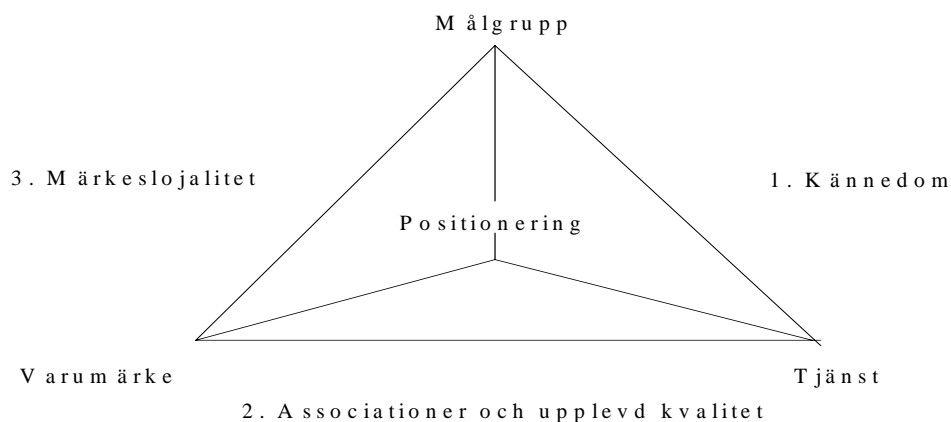 Målgrupp
3. Märkeslojalitet
1. Kännedom
Positionering
Varumärke
Tjänst
2. Associationer och upplevd kvalitet